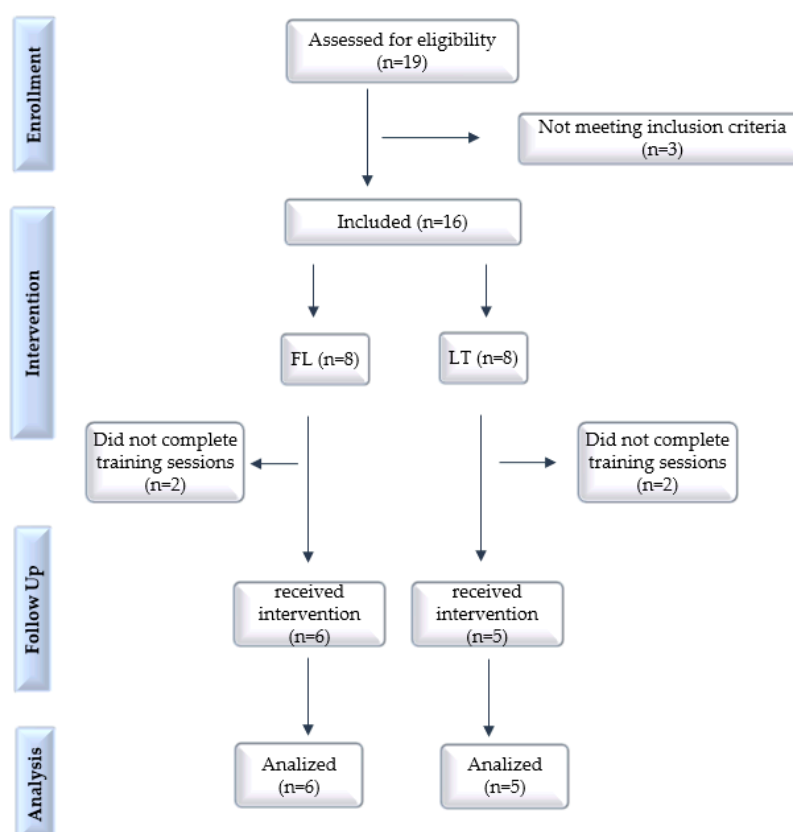 Enrollment
Assessed for eligibility
(n=19)
Not meeting inclusion criteria
(n=3)
Included (n=16)
Intervention
FL (n=8)
LT (n=8)
Did not complete
training sessions
(n=2)
Did not complete
training sessions
(n=2)
Follow Up
received
intervention
(n=6)
received
intervention
(n=5)
Analysis
Analized
(n=6)
Analized
(n=5)